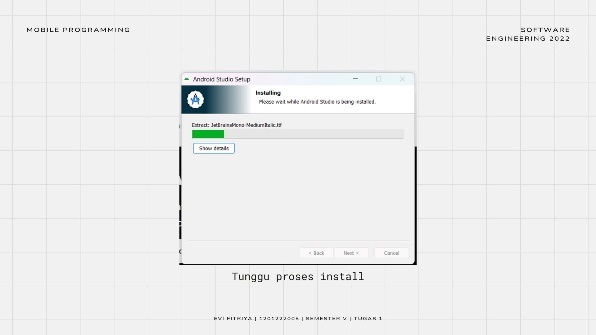 MOBILE PROGRAMMING
SOFTWARE
ENGINEERING 2022
Android Studio Setup
Installing
Please wait while Android Studio is being installed.
Extract: JetBrainsMono-MediumItalic.ttf
Show details
< Back
Next >
Cancel
Tunggu proses install
EVI FITRIYA | 1201222005 | SEMESTER V | TUGAS 1